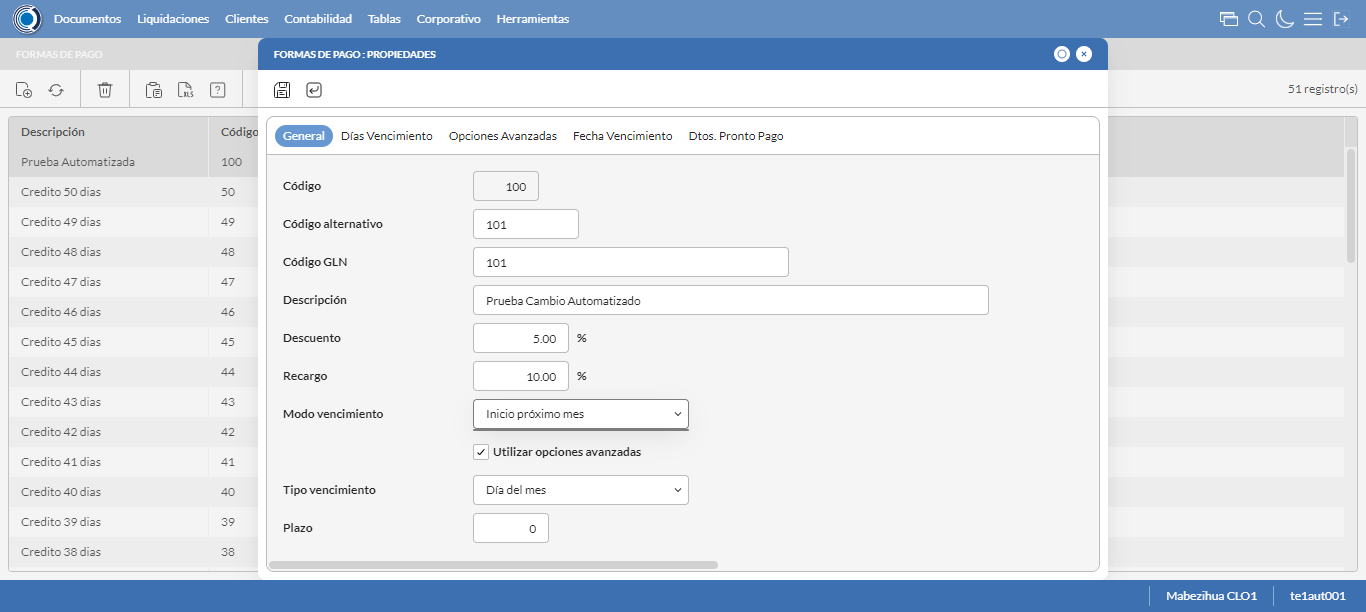 Documentos Liquidaciones Clientes Contabilidad Tablas Corporativo Herramientas
FORMAS DE PAGO
FORMAS DE PAGO : PROPIEDADES
XLS ?
51 registro(s)
Descripción Código
Prueba Automatizada 100
Credito 50 dias 50
Credito 49 dias 49
Credito 48 dias 48
Credito 47 dias 47
Credito 46 dias 46
Credito 45 dias 45
Credito 44 dias 44
Credito 43 dias 43
Credito 42 dias 42
Credito 41 dias 41
Credito 40 dias 40
Credito 39 dias 39
Credito 38 dias 38
General Días Vencimiento Opciones Avanzadas Fecha Vencimiento Dtos. Pronto Pago
Código 100
Código alternativo 101
Código GLN 101
Descripción Prueba Cambio Automatizado
Descuento 5.00 %
Recargo 10.00 %
Modo vencimiento Inicio próximo mes
Utilizar opciones avanzadas
Tipo vencimiento Día del mes
Plazo 0
Mabezihua CLO1 te1aut001